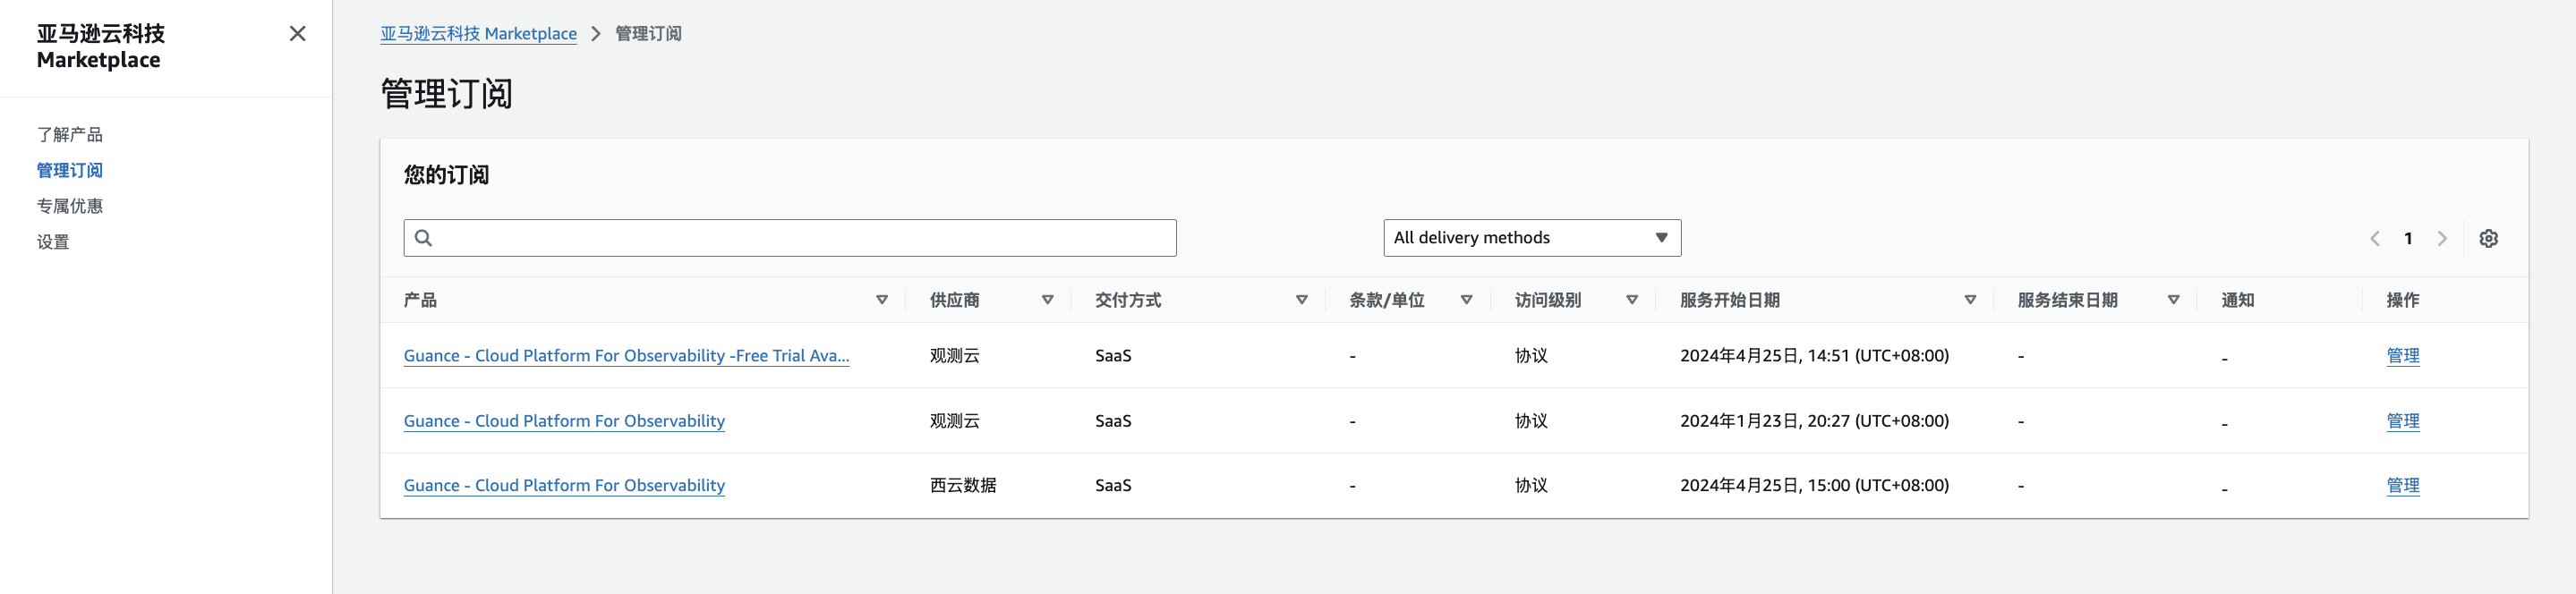 亚马逊云科技
Marketplace
了解产品
管理订阅
专属优惠
设置
亚马逊云科技 Marketplace > 管理订阅
管理订阅
您的订阅
All delivery methods
1
产品 供应商 交付方式 条款/单位 访问级别 服务开始日期 服务结束日期 通知 操作
Guance - Cloud Platform For Observability -Free Trial Ava... 观测云 SaaS - 协议 2024年4月25日, 14:51 (UTC+08:00) - - 管理
Guance - Cloud Platform For Observability 观测云 SaaS - 协议 2024年1月23日, 20:27 (UTC+08:00) - - 管理
Guance - Cloud Platform For Observability 西云数据 SaaS - 协议 2024年4月25日, 15:00 (UTC+08:00) - - 管理